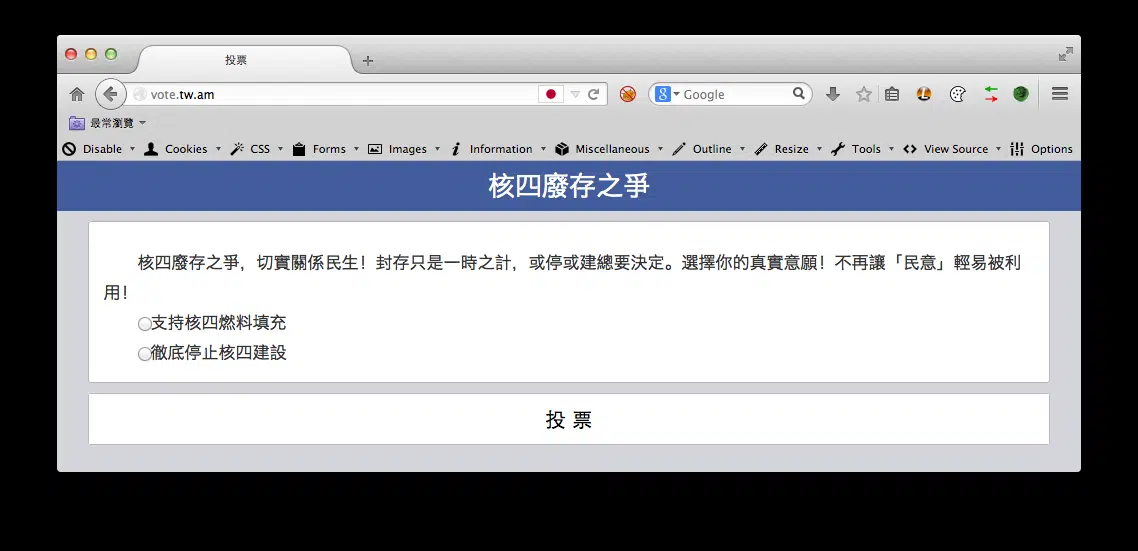 投票
vote.tw.am
Google
最常瀏覽
Disable Cookies CSS Forms Images Information Miscellaneous Outline Resize Tools View Source Options
核四廢存之爭
核四廢存之爭，切實關係民生！封存只是一時之計，或停或建總要決定。選擇你的真實意願！不再讓「民意」輕易被利
用！
支持核四燃料填充
徹底停止核四建設
投 票